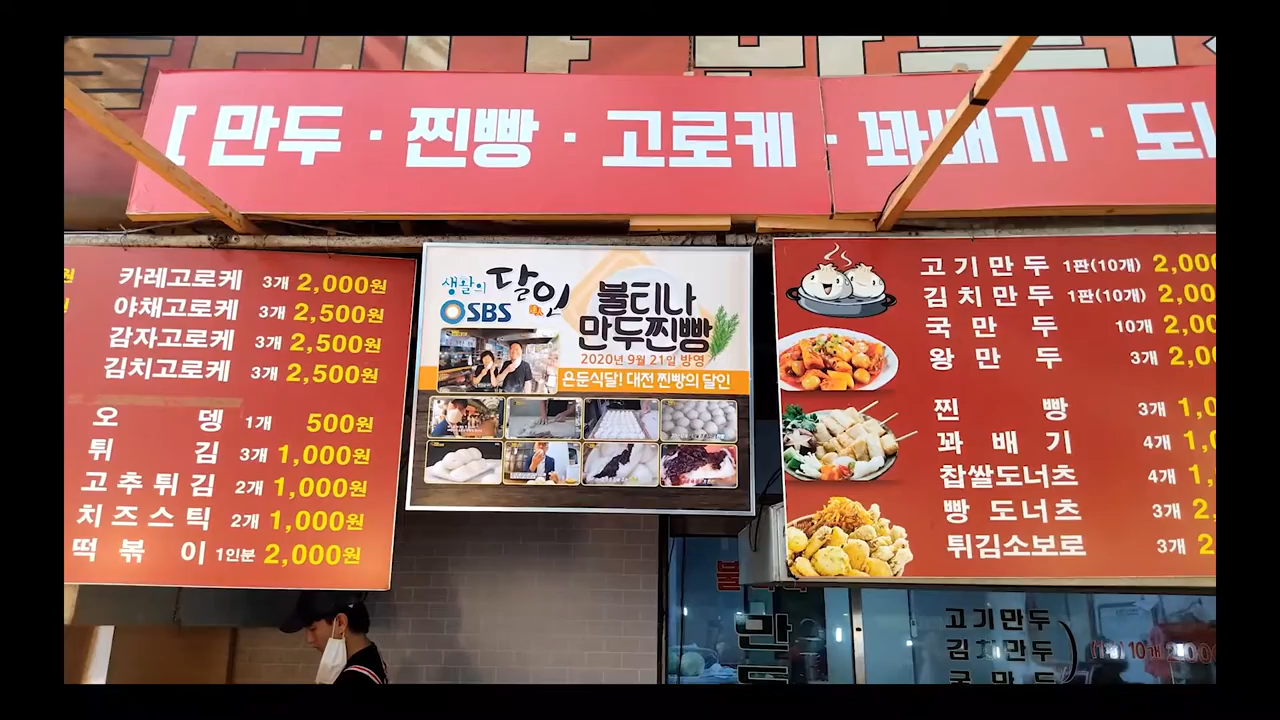 [ 만두 · 찐빵 · 고로케 · 꽈배기 · 도
원 카레고로케 3개 2,000원
야채고로케 3개 2,500원
감자고로케 3개 2,500원
김치고로케 3개 2,500원
오 뎅 1개 500원
튀 김 3개 1,000원
고추튀김 2개 1,000원
치즈스틱 2개 1,000원
떡 볶 이 1인분 2,000원
생활의 달인
SBS
불티나
만두찐빵
2020년 9월 21일 방영
은둔식달! 대전 찐빵의 달인
고기만두 1판(10개) 2,000
김치만두 1판(10개) 2,00
국 만 두 10개 2,0
왕 만 두 3개 2,0
찐 빵 3개 1,0
꽈 배 기 4개 1,0
찹쌀도너츠 4개 1,
빵 도너츠 3개 2,
튀김소보로 3개 2
만
고기만두
김치만두
국 만 두
10개